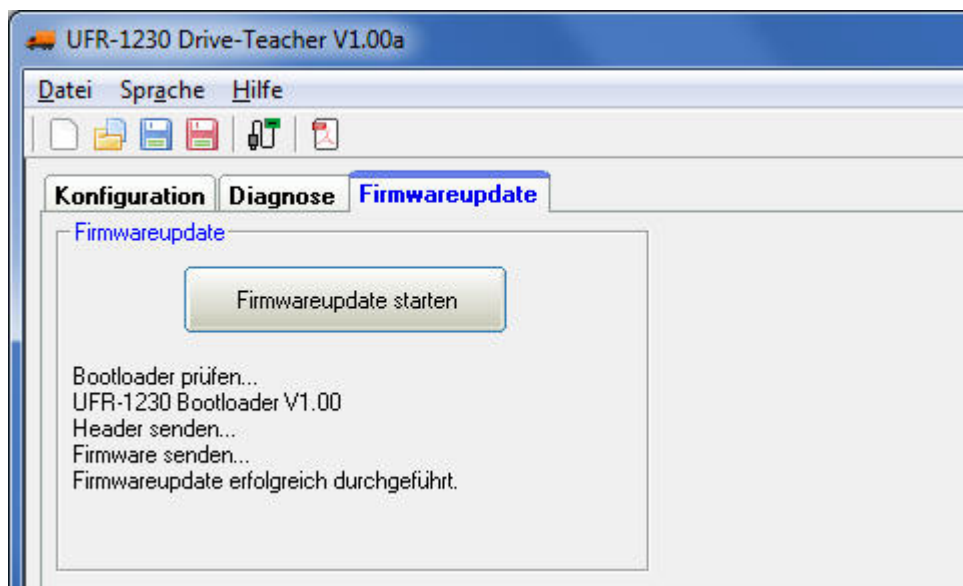 UFR-1230 Drive-Teacher V1.00a
Datei Sprache Hilfe
Konfiguration Diagnose Firmwareupdate
Firmwareupdate
Firmwareupdate starten
Bootloader prüfen...
UFR-1230 Bootloader V1.00
Header senden...
Firmware senden...
Firmwareupdate erfolgreich durchgeführt.